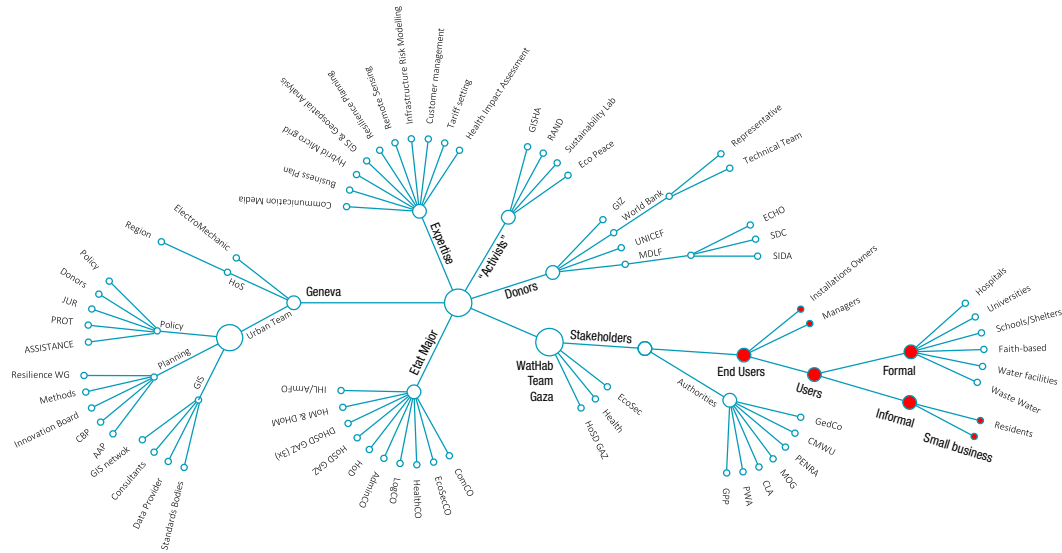 Communication Media
Business Plan
Hybrid Micro grid
GIS & Geospatial Analysis
Resilience Planning
Remote Sensing
Infrastructure Risk Modelling
Customer management
Tariff setting
Health Impact Assessment
Expertise
GISHA
RAND
Sustainability Lab
Eco Peace
"Activists"
GIZ
World Bank
Representative
Technical Team
UNICEF
MDLF
ECHO
SDC
SIDA
Donors
ElectroMechanic
Region
HoS
Geneva
Urban Team
Policy
Donors
JUR
PROT
ASSISTANCE
Policy
Planning
Resilience WG
Methods
Innovation Board
CBP
AAP
GIS
GIS netwok
Consultants
Data Provider
Standards Bodies
Etat Major
IHL/ArmFo
HoM & DHoM
DHoSD GAZ (3x)
HoSD GAZ
HoD
AdminCO
LogCO
HealthCO
EcoSecCO
ComCO
WatHab
Team
Gaza
EcoSec
Health
HoSD GAZ
Stakeholders
Authorities
GedCo
CMWU
PENRA
MOG
CLA
PWA
GPP
End Users
Installations Owners
Managers
Users
Formal
Hospitals
Universities
Schools/Shelters
Faith-based
Water facilities
Waste Water
Informal
Residents
Small business